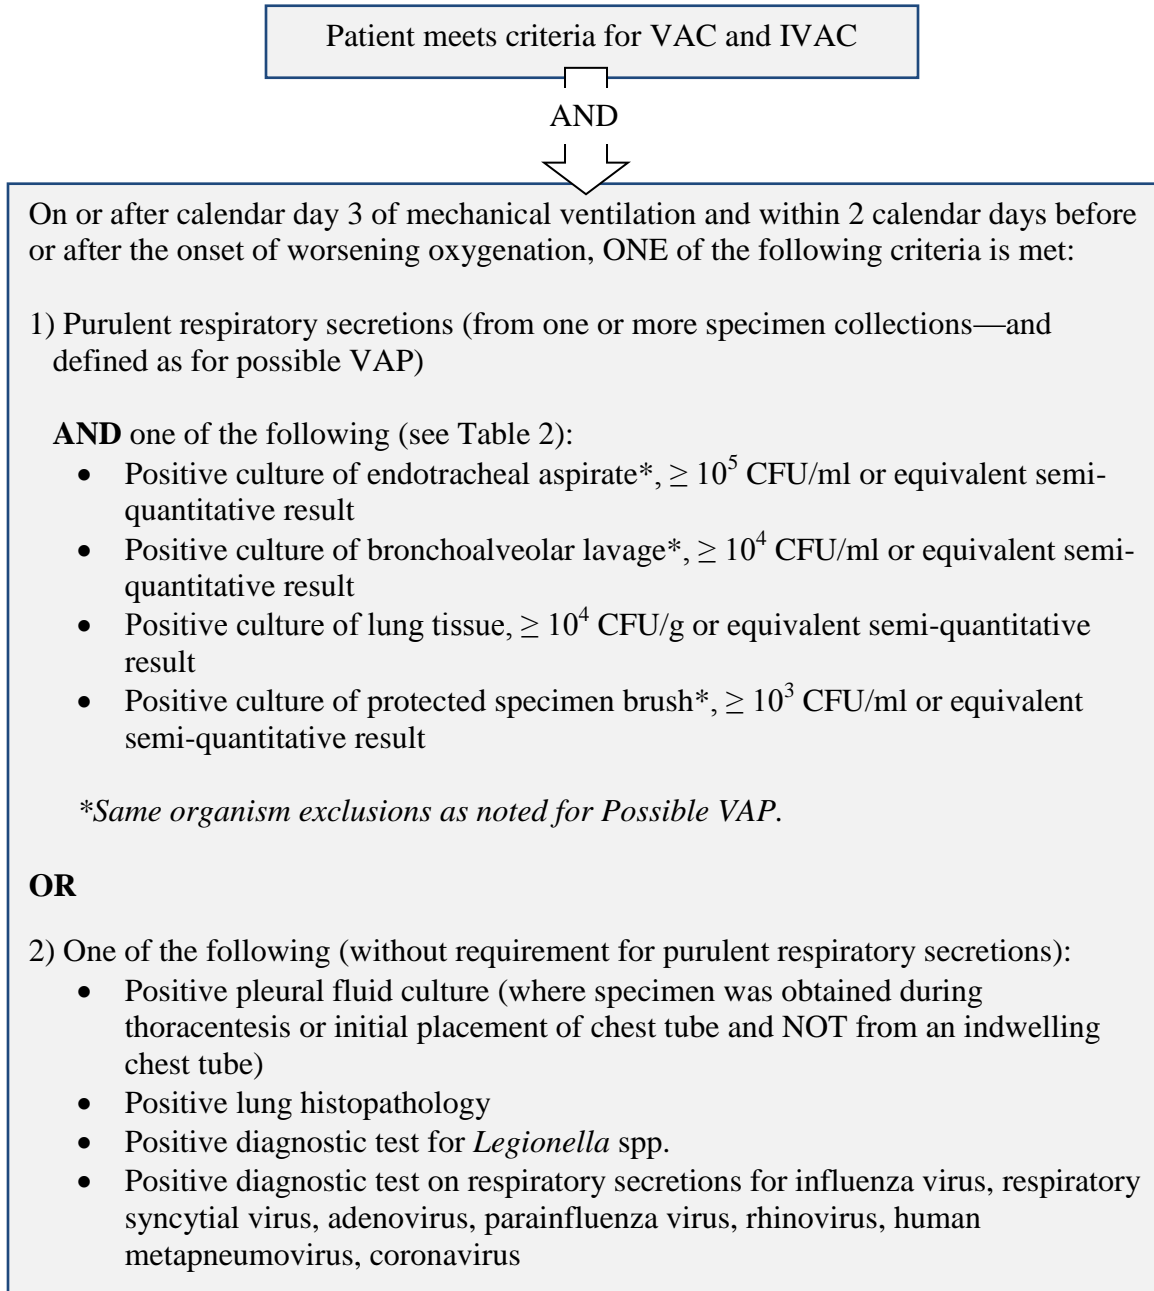 Patient meets criteria for VAC and IVAC
AND
On or after calendar day 3 of mechanical ventilation and within 2 calendar days before
or after the onset of worsening oxygenation, ONE of the following criteria is met:
1) Purulent respiratory secretions (from one or more specimen collections—and
defined as for possible VAP)
AND one of the following (see Table 2):
• Positive culture of endotracheal aspirate*, ≥ 10⁵ CFU/ml or equivalent semi-
quantitative result
• Positive culture of bronchoalveolar lavage*, ≥ 10⁴ CFU/ml or equivalent semi-
quantitative result
• Positive culture of lung tissue, ≥ 10⁴ CFU/g or equivalent semi-quantitative
result
• Positive culture of protected specimen brush*, ≥ 10³ CFU/ml or equivalent
semi-quantitative result
*Same organism exclusions as noted for Possible VAP.
OR
2) One of the following (without requirement for purulent respiratory secretions):
• Positive pleural fluid culture (where specimen was obtained during
thoracentesis or initial placement of chest tube and NOT from an indwelling
chest tube)
• Positive lung histopathology
• Positive diagnostic test for Legionella spp.
• Positive diagnostic test on respiratory secretions for influenza virus, respiratory
syncytial virus, adenovirus, parainfluenza virus, rhinovirus, human
metapneumovirus, coronavirus